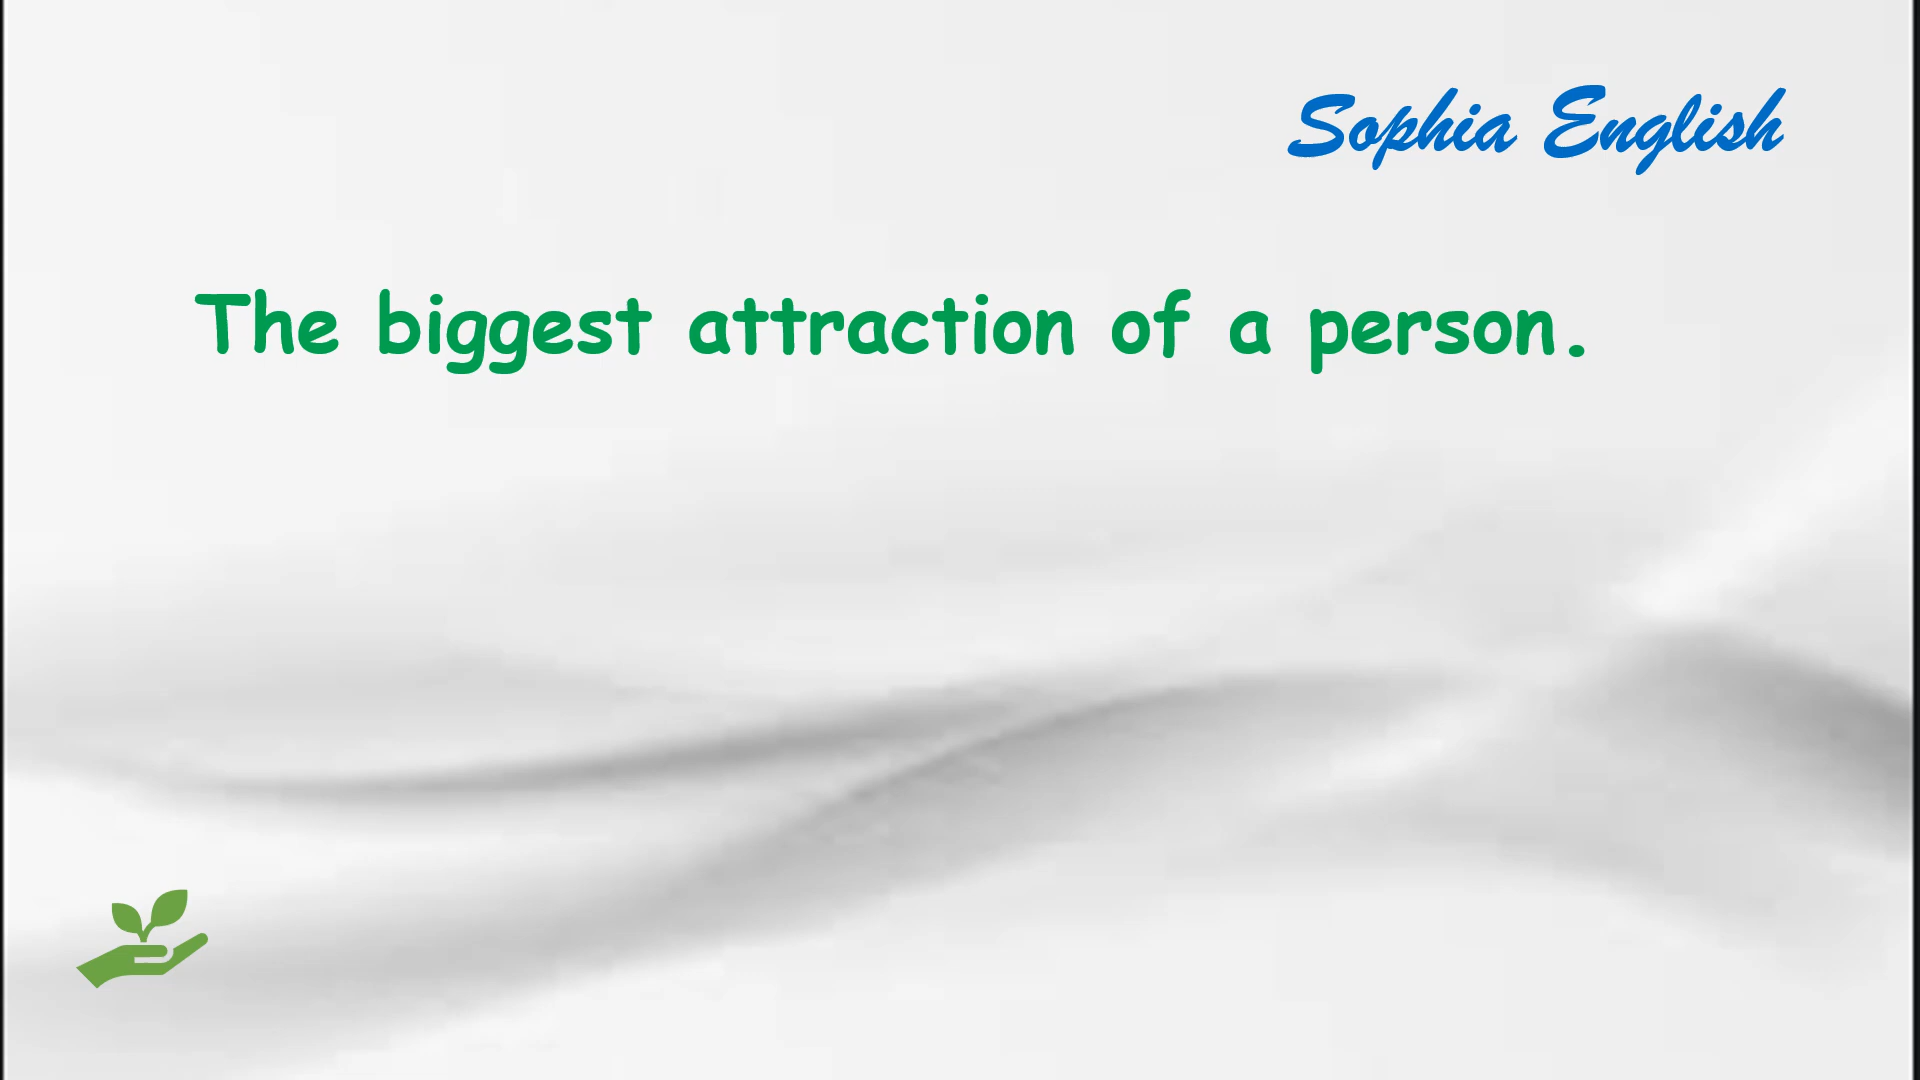 Sophia English
The biggest attraction of a person.